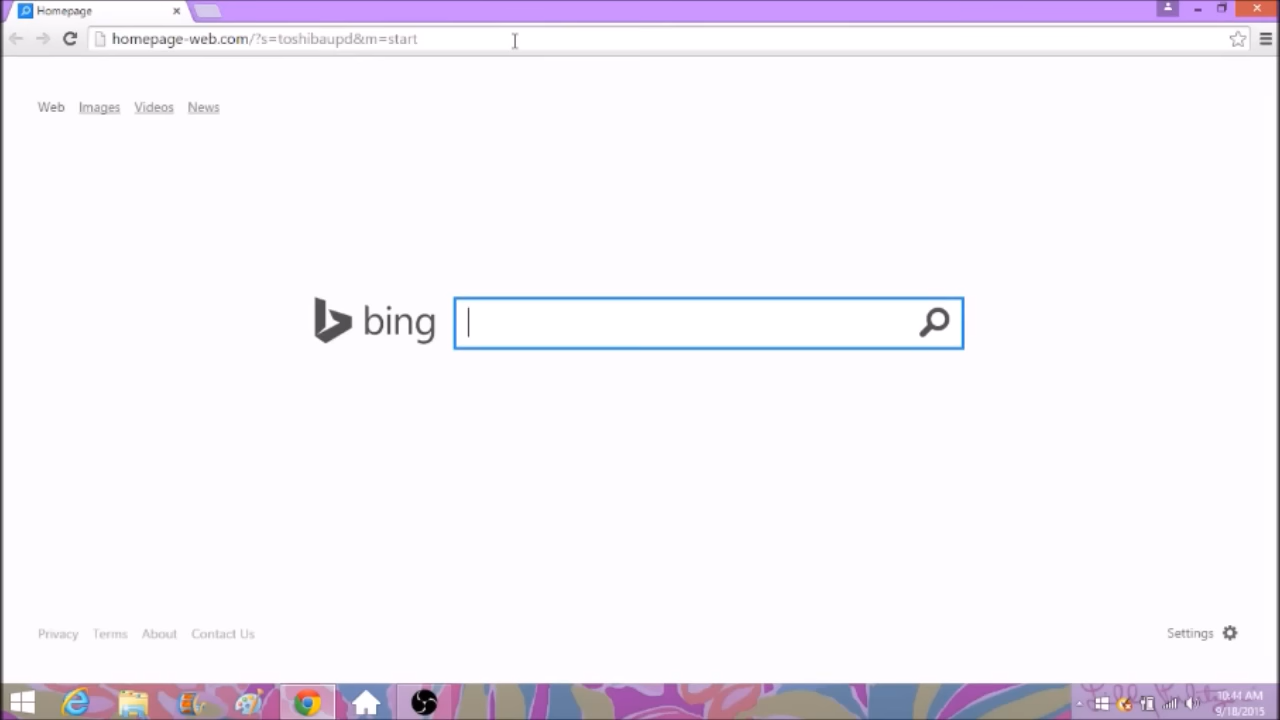 Homepage
homepage-web.com/?s=toshibaupd&m=start
Web Images Videos News
bing
Privacy Terms About Contact Us
Settings
10:44 AM
9/18/2015